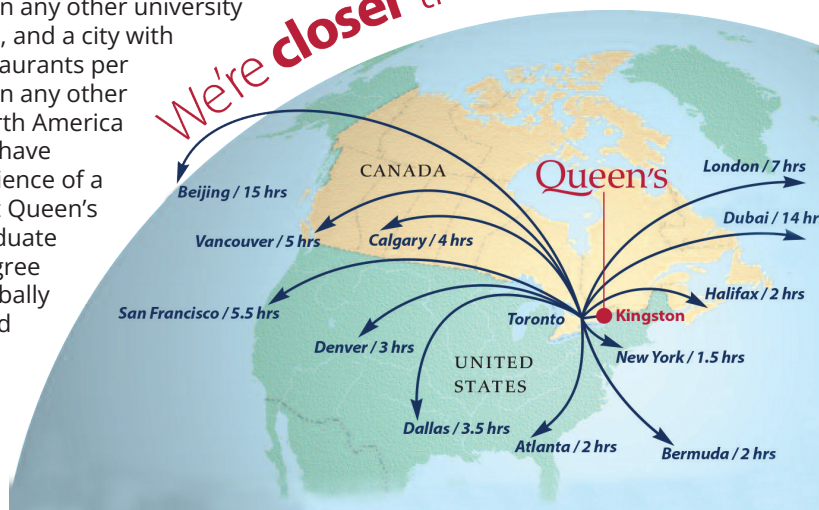 n any other university
, and a city with
aurants per
n any other
rth America
have
ience of a
t Queen's
duate
gree
bally
d
We're closer
CANADA
Queen's
London / 7 hrs
Beijing / 15 hrs
Dubai / 14 hr
Vancouver / 5 hrs
Calgary / 4 hrs
San Francisco / 5.5 hrs
Halifax / 2 hrs
Toronto
Kingston
Denver / 3 hrs
New York / 1.5 hrs
UNITED
STATES
Dallas / 3.5 hrs
Atlanta / 2 hrs
Bermuda / 2 hrs